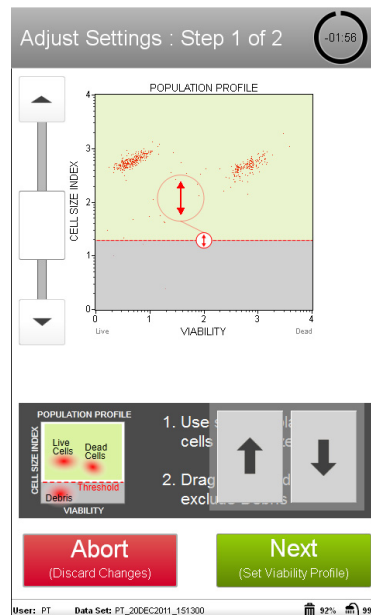 Adjust Settings : Step 1 of 2
-01:56
POPULATION PROFILE
CELL SIZE INDEX
4
3
2
1
0
0 1 2 3 4
Live VIABILITY Dead
POPULATION PROFILE
CELL SIZE INDEX
Live Cells
Dead Cells
Threshold
Debris
VIABILITY
1. Use
cells
2. Drag
exclude Debris
Abort
(Discard Changes)
Next
(Set Viability Profile)
User: PT Data Set: PT_20DEC2011_151300 92% 99